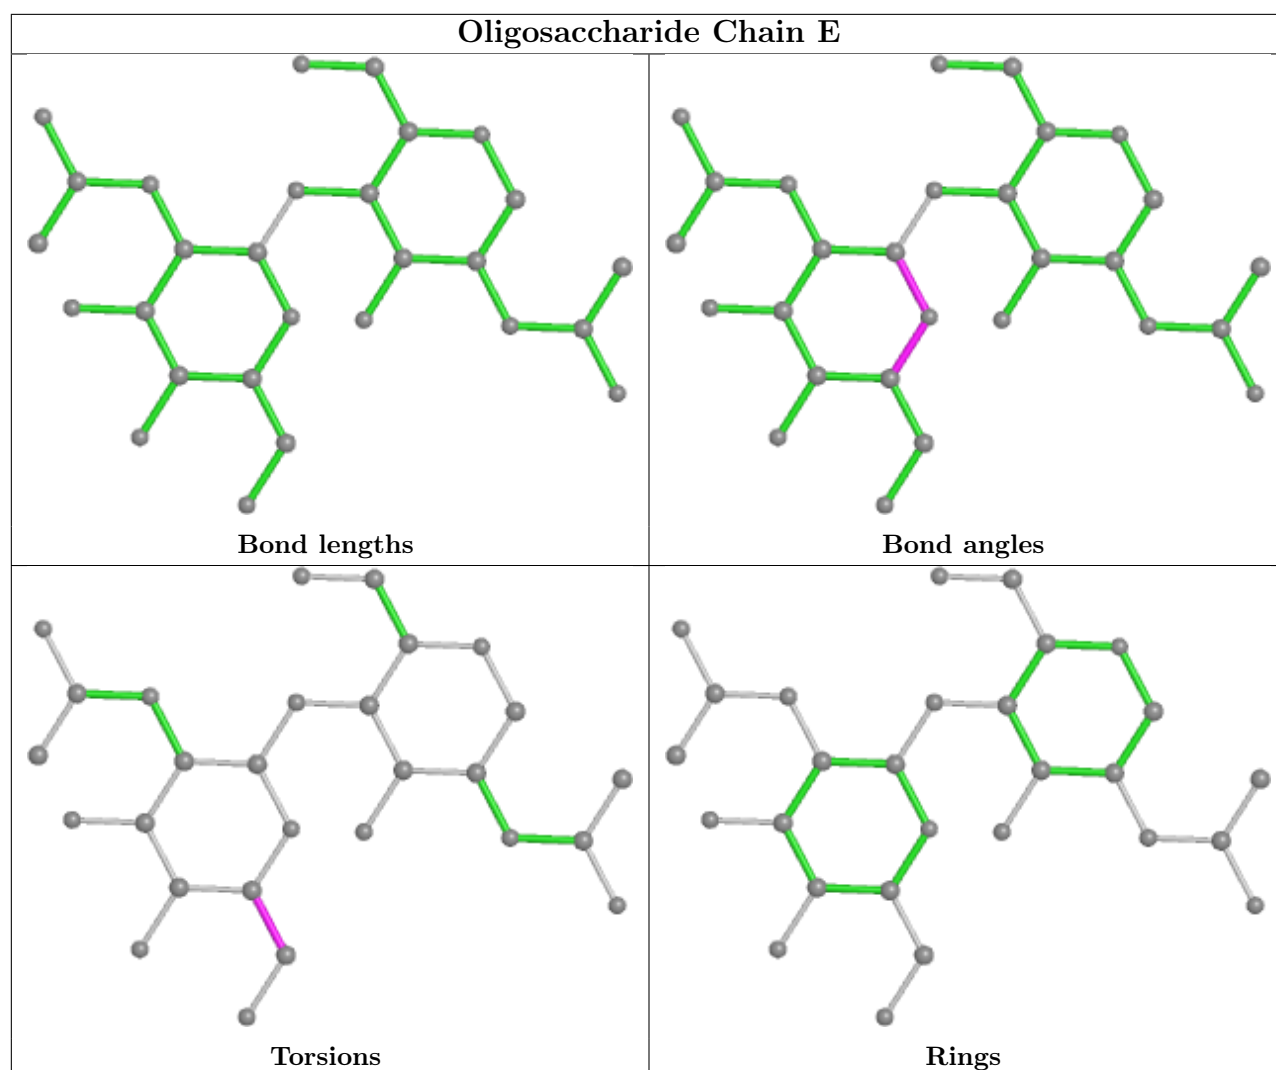 Oligosaccharide Chain E
Bond lengths
Bond angles
Torsions
Rings